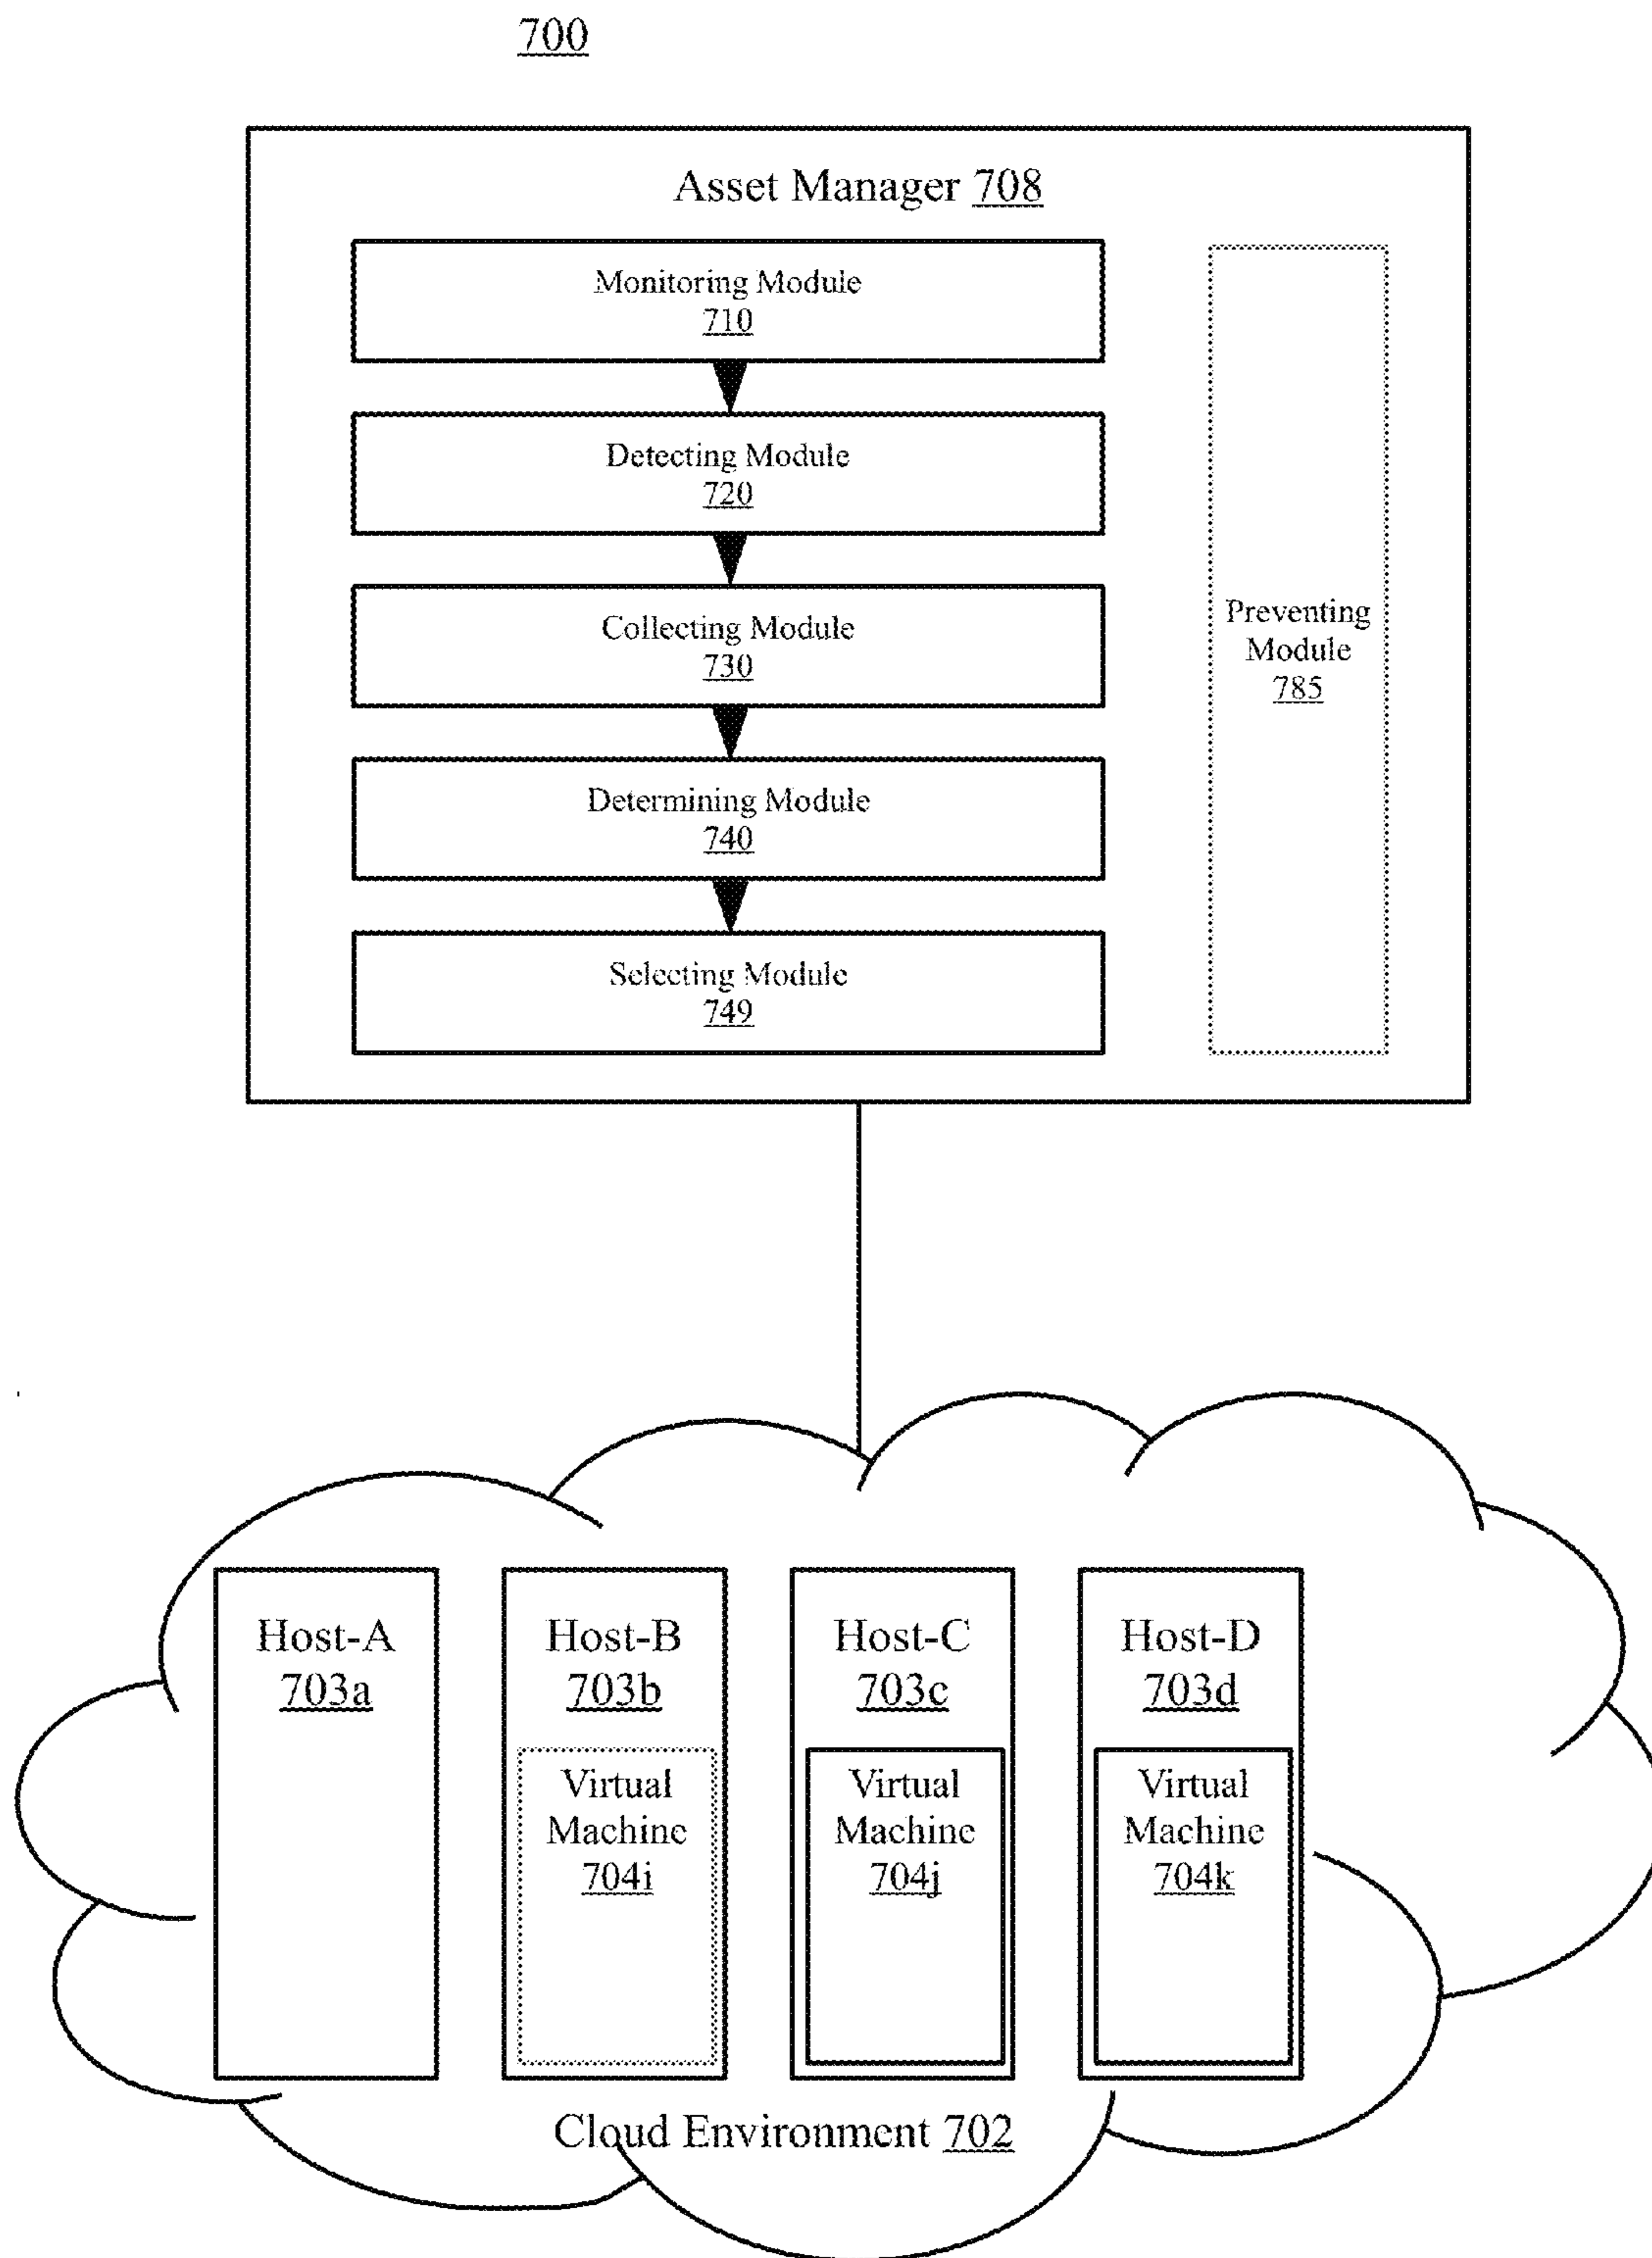 700
Asset Manager 708
Monitoring Module
710
Detecting Module
720
Collecting Module
730
Determining Module
740
Selecting Module
749
Preventing
Module
785
Host-A
703a
Host-B
703b
Virtual
Machine
704i
Host-C
703c
Virtual
Machine
704j
Host-D
703d
Virtual
Machine
704k
Cloud Environment 702